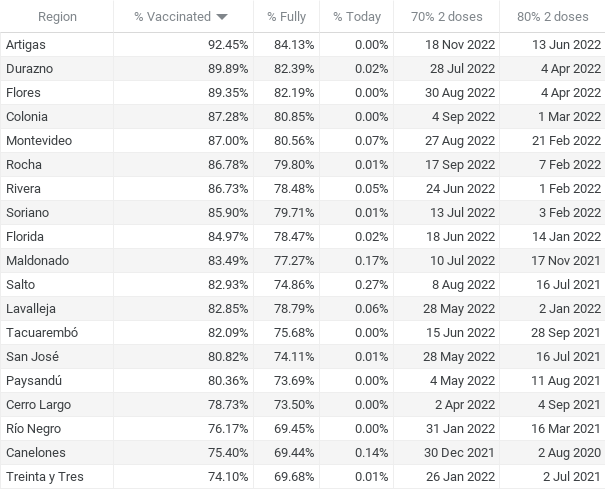 Region % Vaccinated % Fully % Today 70% 2 doses 80% 2 doses
Artigas 92.45% 84.13% 0.00% 18 Nov 2022 13 Jun 2022
Durazno 89.89% 82.39% 0.02% 28 Jul 2022 4 Apr 2022
Flores 89.35% 82.19% 0.00% 30 Aug 2022 4 Apr 2022
Colonia 87.28% 80.85% 0.00% 4 Sep 2022 1 Mar 2022
Montevideo 87.00% 80.56% 0.07% 27 Aug 2022 21 Feb 2022
Rocha 86.78% 79.80% 0.01% 17 Sep 2022 7 Feb 2022
Rivera 86.73% 78.48% 0.05% 24 Jun 2022 1 Feb 2022
Soriano 85.90% 79.71% 0.01% 13 Jul 2022 3 Feb 2022
Florida 84.97% 78.47% 0.02% 18 Jun 2022 14 Jan 2022
Maldonado 83.49% 77.27% 0.17% 10 Jul 2022 17 Nov 2021
Salto 82.93% 74.86% 0.27% 8 Aug 2022 16 Jul 2021
Lavalleja 82.85% 78.79% 0.06% 28 May 2022 2 Jan 2022
Tacuarembó 82.09% 75.68% 0.00% 15 Jun 2022 28 Sep 2021
San José 80.82% 74.11% 0.01% 28 May 2022 16 Jul 2021
Paysandú 80.36% 73.69% 0.00% 4 May 2022 11 Aug 2021
Cerro Largo 78.73% 73.50% 0.00% 2 Apr 2022 4 Sep 2021
Río Negro 76.17% 69.45% 0.00% 31 Jan 2022 16 Mar 2021
Canelones 75.40% 69.44% 0.14% 30 Dec 2021 2 Aug 2020
Treinta y Tres 74.10% 69.68% 0.01% 26 Jan 2022 2 Jul 2021